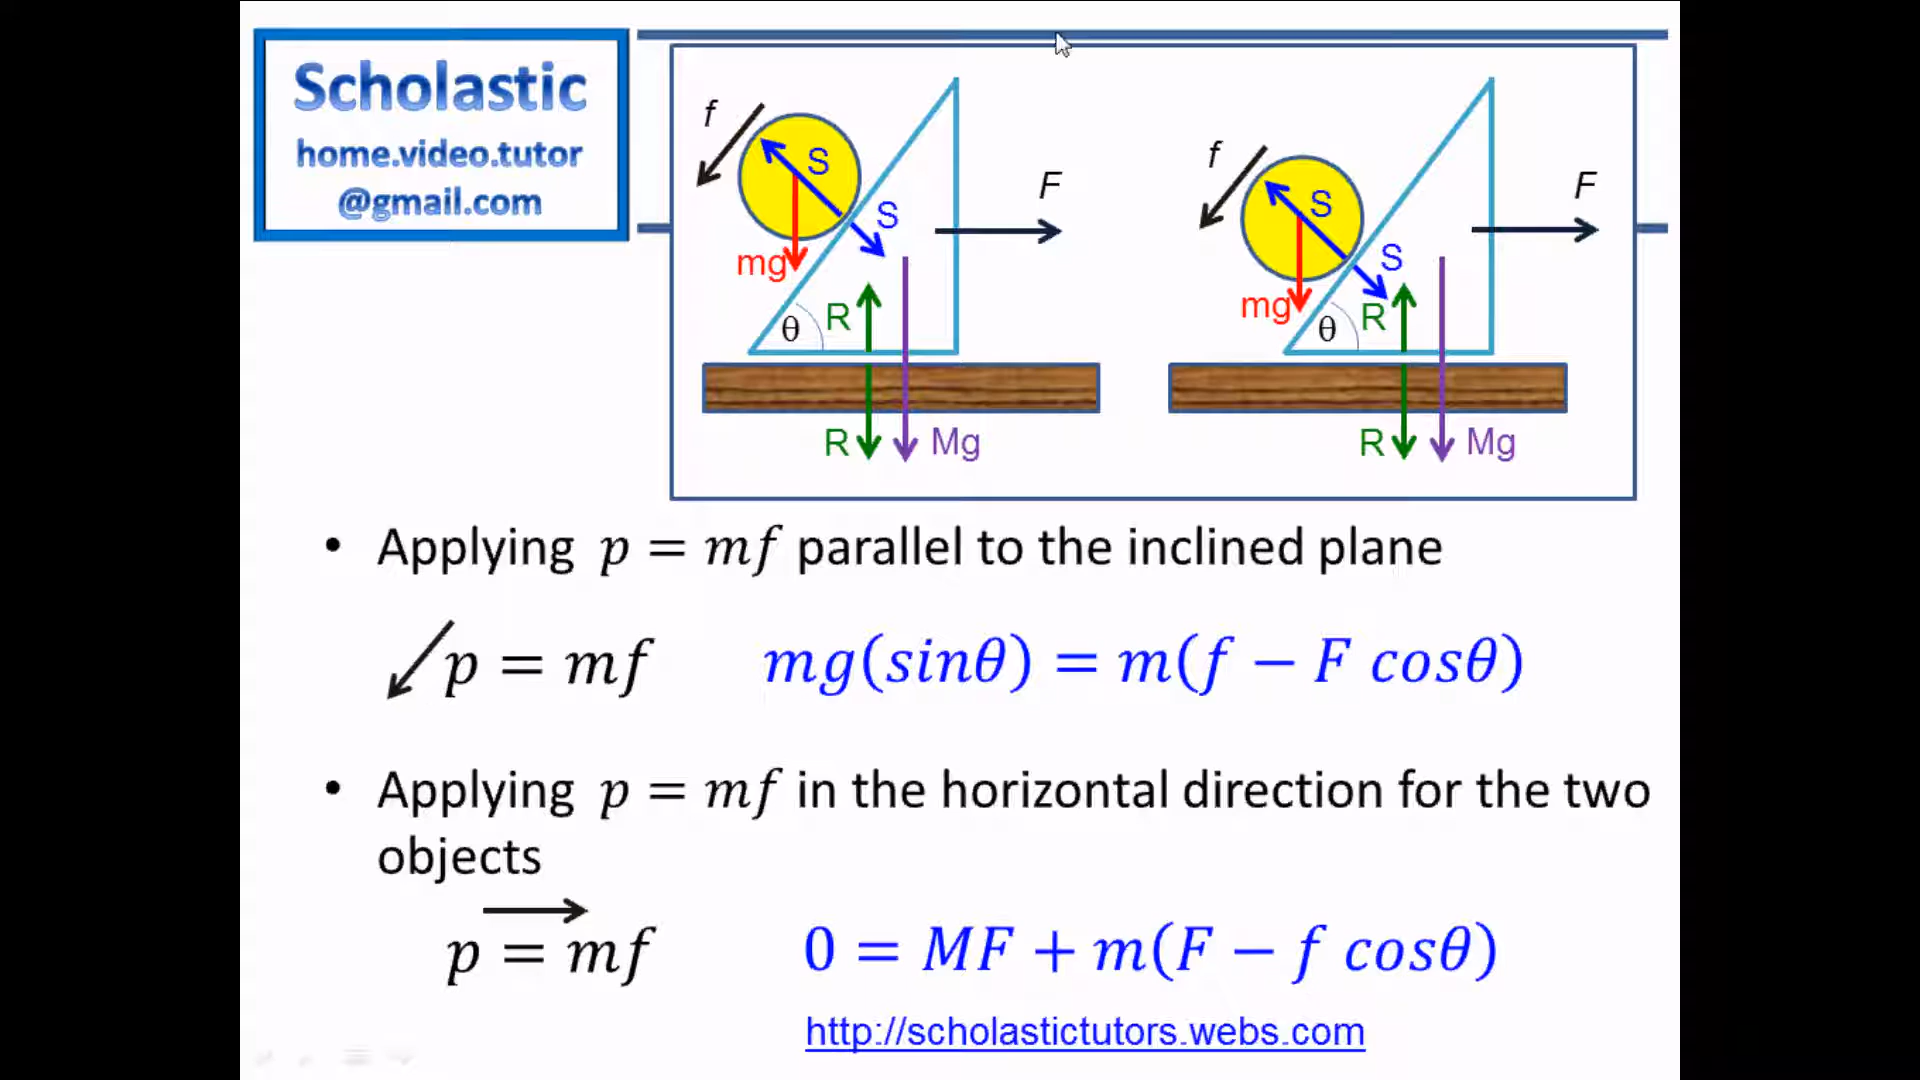 Scholastic
home.video.tutor
@gmail.com
f
S
S
F
mg
R
θ
R
Mg
f
S
S
F
mg
R
θ
R
Mg
• Applying p = mf parallel to the inclined plane
p = mf mg(sinθ) = m(f − F cosθ)
• Applying p = mf in the horizontal direction for the two
objects
p = mf 0 = MF + m(F − f cosθ)
http://scholastictutors.webs.com